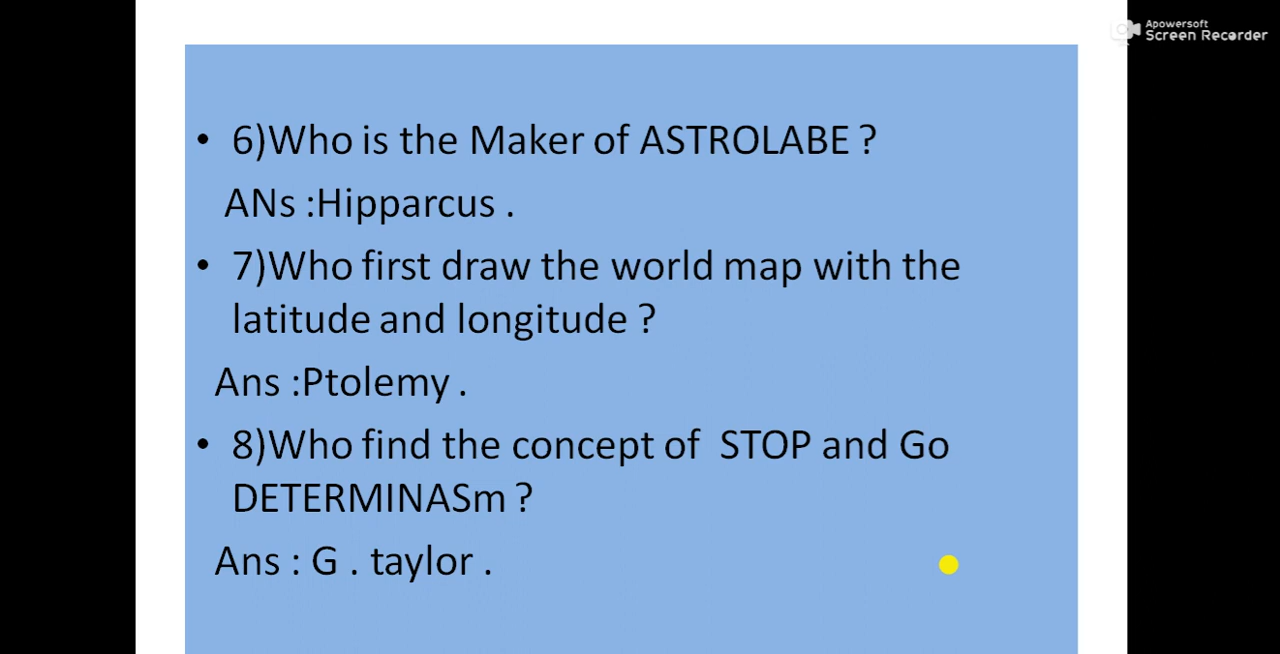 Apowersoft
Screen Recorder
• 6)Who is the Maker of ASTROLABE ?
ANs :Hipparcus .
• 7)Who first draw the world map with the
latitude and longitude ?
Ans :Ptolemy .
• 8)Who find the concept of STOP and Go
DETERMINASm ?
Ans : G . taylor .